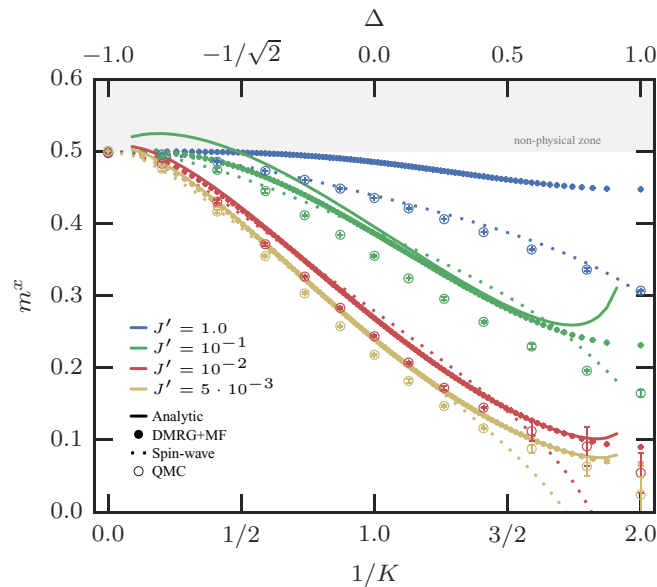 Δ
−1.0 −1/√2 0.0 0.5 1.0
0.6
non-physical zone
0.5
0.4
0.3
m^x
0.2
0.1
0.0
J′ = 1.0
J′ = 10^{-1}
J′ = 10^{-2}
J′ = 5 · 10^{-3}
Analytic
DMRG+MF
Spin-wave
QMC
0.0 1/2 1.0 3/2 2.0
1/K